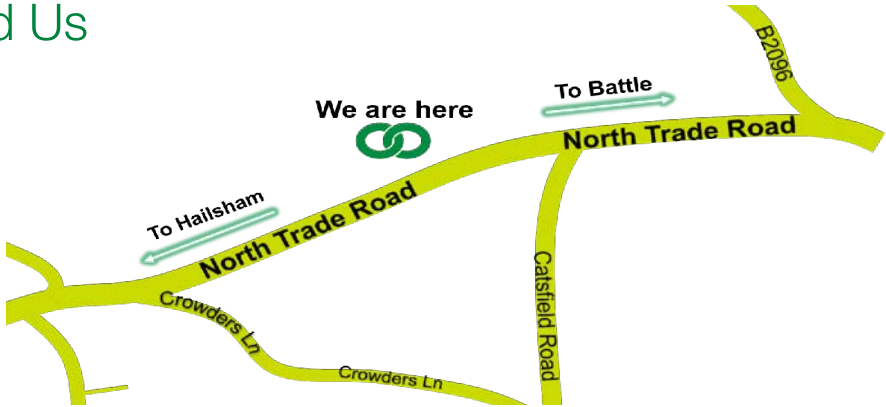 d Us
B2096
To Battle
We are here
North Trade Road
To Hailsham
North Trade Road
Crowders Ln
Catsfield Road
Crowders Ln